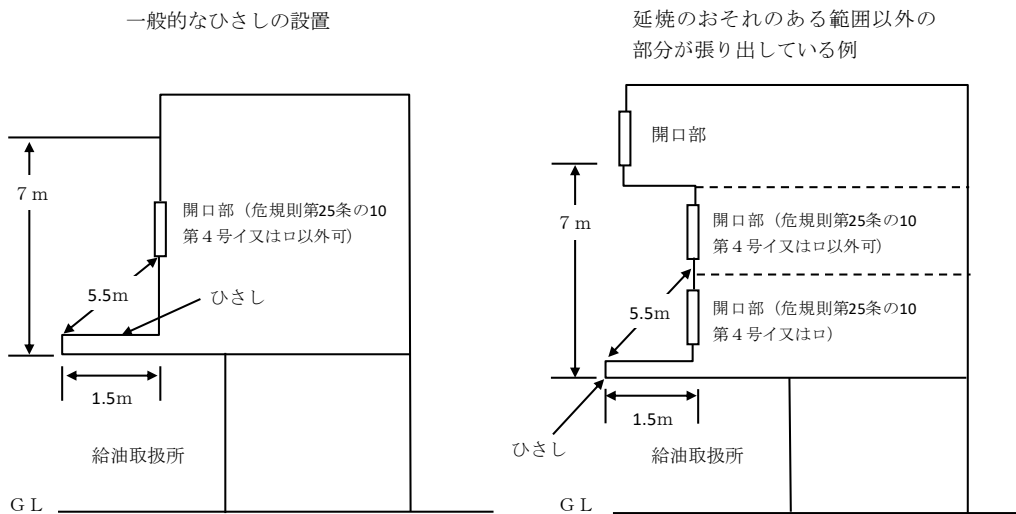 一般的なひさしの設置
7ｍ
開口部（危規則第25条の10
第４号イ又はロ以外可）
5.5m
ひさし
1.5m
給油取扱所
ＧＬ
延焼のおそれのある範囲以外の
部分が張り出している例
開口部
7ｍ
開口部（危規則第25条の10
第４号イ又はロ以外可）
5.5m
開口部（危規則第25条の10
第４号イ又はロ）
1.5m
ひさし
給油取扱所
ＧＬ